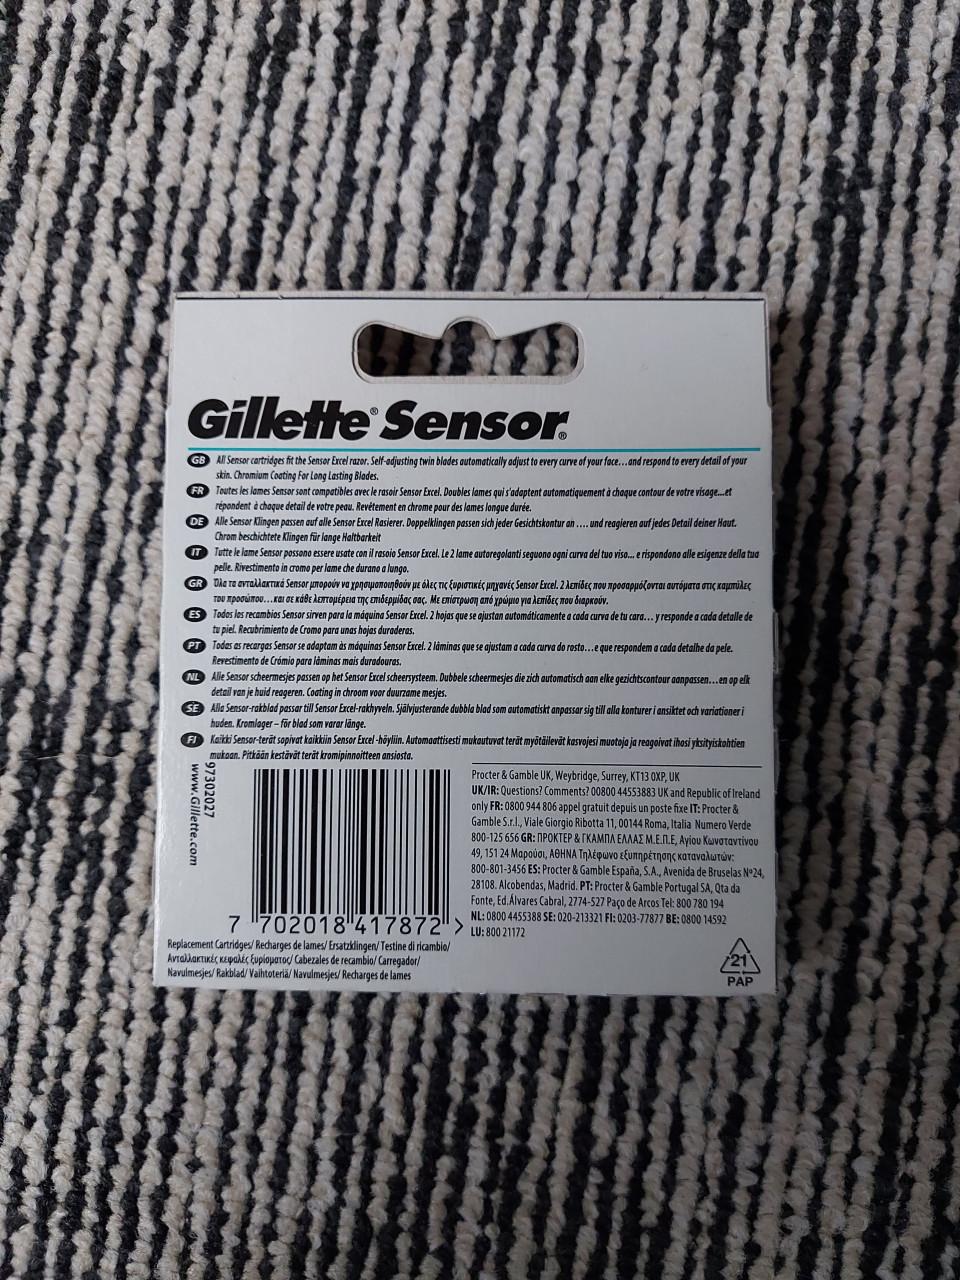 Gillette® Sensor®
GB All Sensor cartridges fit the Sensor Excel razor. Self-adjusting twin blades automatically adjust to every curve of your face...and respond to every detail of your
skin. Chromium Coating For Long Lasting Blades.
FR Toutes les lames Sensor sont compatibles avec le rasoir Sensor Excel. Doubles lames qui s'adaptent automatiquement à chaque contour de votre visage...et
répondent à chaque détail de votre peau. Revêtement en chrome pour des lames longue durée.
DE Alle Sensor Klingen passen auf alle Sensor Excel Rasierer. Doppelklingen passen sich jeder Gesichtskontur an .... und reagieren auf jedes Detail deiner Haut.
Chrom beschichtete Klingen für lange Haltbarkeit
IT Tutte le lame Sensor possono essere usate con il rasoio Sensor Excel. Le 2 lame autoregolanti seguono ogni curva del tuo viso... e rispondono alle esigenze della tua
pelle. Rivestimento in cromo per lame che durano a lungo.
GR Όλα τα ανταλλακτικά Sensor μπορούν να χρησιμοποιηθούν με όλες τις ξυριστικές μηχανές Sensor Excel. 2 λεπίδες που προσαρμόζονται αυτόματα στις καμπύλες
του προσώπου...και σε κάθε λεπτομέρεια της επιδερμίδας σας. Με επίστρωση από χρώμιο για λεπίδες που διαρκούν.
ES Todos los recambios Sensor sirven para la máquina Sensor Excel. 2 hojas que se ajustan automáticamente a cada curva de tu cara... y responde a cada detalle de
tu piel. Recubrimiento de Cromo para unas hojas duraderas.
PT Todas as recargas Sensor se adaptam às máquinas Sensor Excel. 2 lâminas que se ajustam a cada curva do rosto...e que respondem a cada detalhe da pele.
Revestimento de Crómio para lâminas mais duradouras.
NL Alle Sensor scheermesjes passen op het Sensor Excel scheersysteem. Dubbele scheermesjes die zich automatisch aan elke gezichtscontour aanpassen...en op elk
detail van je huid reageren. Coating in chroom voor duurzame mesjes.
SE Alla Sensor-rakblad passar till Sensor Excel-rakhyveln. Självjusterande dubbla blad som automatiskt anpassar sig till alla konturer i ansiktet och variationer i
huden. Kromlager – för blad som varar länge.
FI Kaikki Sensor-terät sopivat kaikkiin Sensor Excel -höyliin. Automaattisesti mukautuvat terät myötäilevät kasvojesi muotoja ja reagoivat ihosi yksityiskohtien
mukaan. Pitkään kestävät terät kromipinnoitteen ansiosta.
97302027
www.Gillette.com
7 702018 417872 >
Replacement Cartridges/ Recharges de lames/ Ersatzklingen/ Testine di ricambio/
Ανταλλακτικές κεφαλές ξυρίσματος/ Cabezales de recambio/ Carregador/
Navulmesjes/ Rakblad/ Vaihtoteriä/ Navulmesjes/ Recharges de lames
Procter & Gamble UK, Weybridge, Surrey, KT13 0XP, UK
UK/IR: Questions? Comments? 00800 44553883 UK and Republic of Ireland
only FR: 0800 944 806 appel gratuit depuis un poste fixe IT: Procter &
Gamble S.r.l., Viale Giorgio Ribotta 11, 00144 Roma, Italia Numero Verde
800-125 656 GR: ΠΡΟΚΤΕΡ & ΓΚΑΜΠΛ ΕΛΛΑΣ Μ.Ε.Π.Ε, Αγίου Κωνσταντίνου
49, 151 24 Μαρούσι, ΑΘΗΝΑ Τηλέφωνο εξυπηρέτησης καταναλωτών:
800-801-3456 ES: Procter & Gamble España, S.A., Avenida de Bruselas Nº24,
28108. Alcobendas, Madrid. PT: Procter & Gamble Portugal SA, Qta da
Fonte, Ed.Álvares Cabral, 2774-527 Paço de Arcos Tel: 800 780 194
NL: 0800 4455388 SE: 020-213321 FI: 0203-77877 BE: 0800 14592
LU: 800 21172
21
PAP